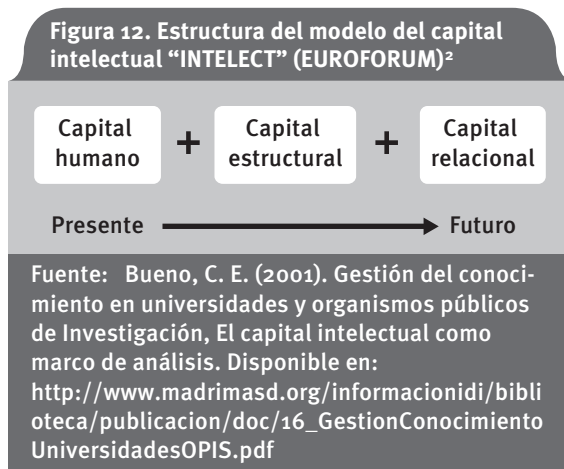 Figura 12. Estructura del modelo del capital
intelectual “INTELECT” (EUROFORUM)²
Capital
humano
+
Capital
estructural
+
Capital
relacional
Presente
Futuro
Fuente: Bueno, C. E. (2001). Gestión del conoci-
miento en universidades y organismos públicos
de Investigación, El capital intelectual como
marco de análisis. Disponible en:
http://www.madrimasd.org/informacionidi/bibli
oteca/publicacion/doc/16_GestionConocimiento
UniversidadesOPIS.pdf